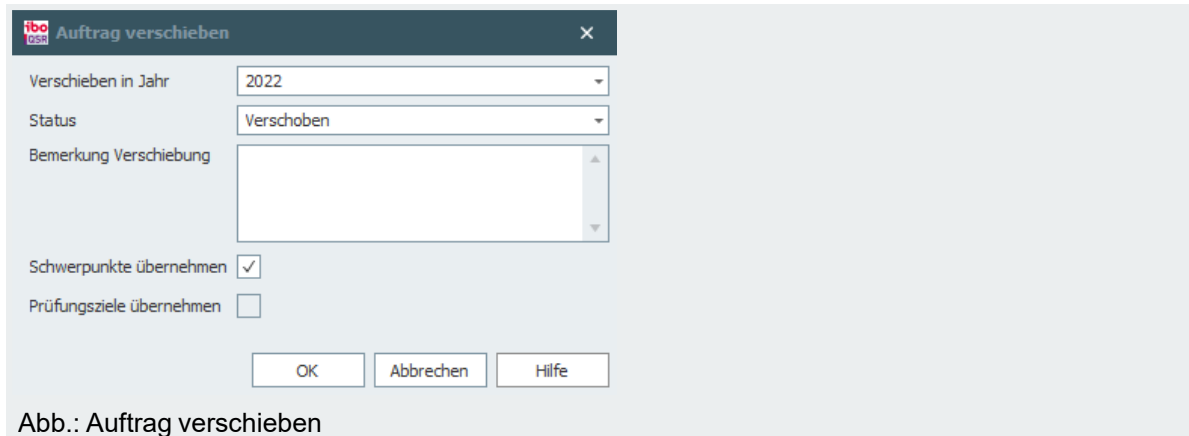 ibo QSR Auftrag verschieben
Verschieben in Jahr 2022
Status Verschoben
Bemerkung Verschiebung
Schwerpunkte übernehmen
Prüfungsziele übernehmen
OK Abbrechen Hilfe
Abb.: Auftrag verschieben